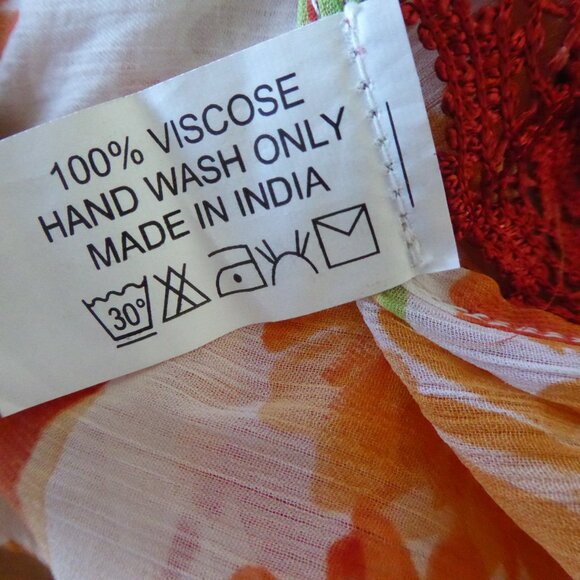 100% VISCOSE
HAND WASH ONLY
MADE IN INDIA
30°